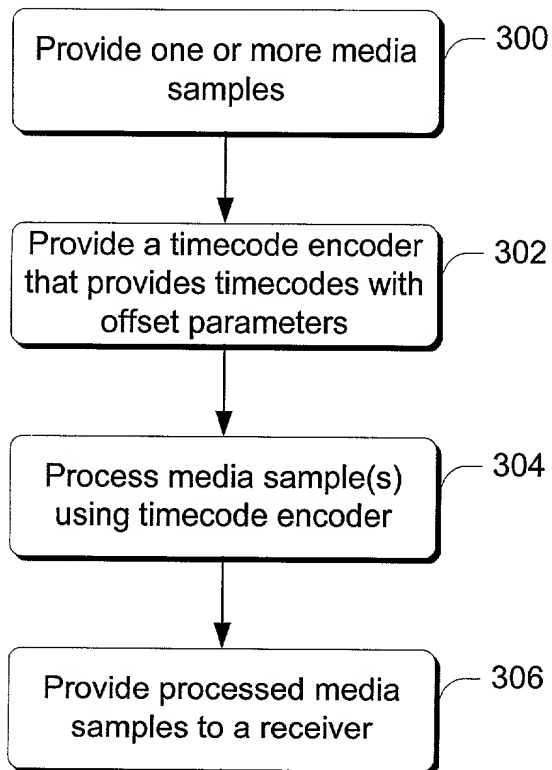 Provide one or more media
samples
300
Provide a timecode encoder
that provides timecodes with
offset parameters
302
Process media sample(s)
using timecode encoder
304
Provide processed media
samples to a receiver
306